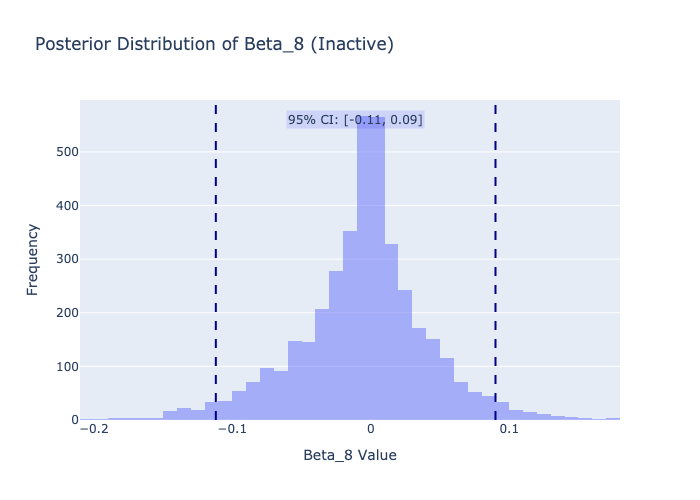 Posterior Distribution of Beta_8 (Inactive)
95% CI: [-0.11, 0.09]
Frequency
500
400
300
200
100
0
−0.2
−0.1
0
0.1
Beta_8 Value